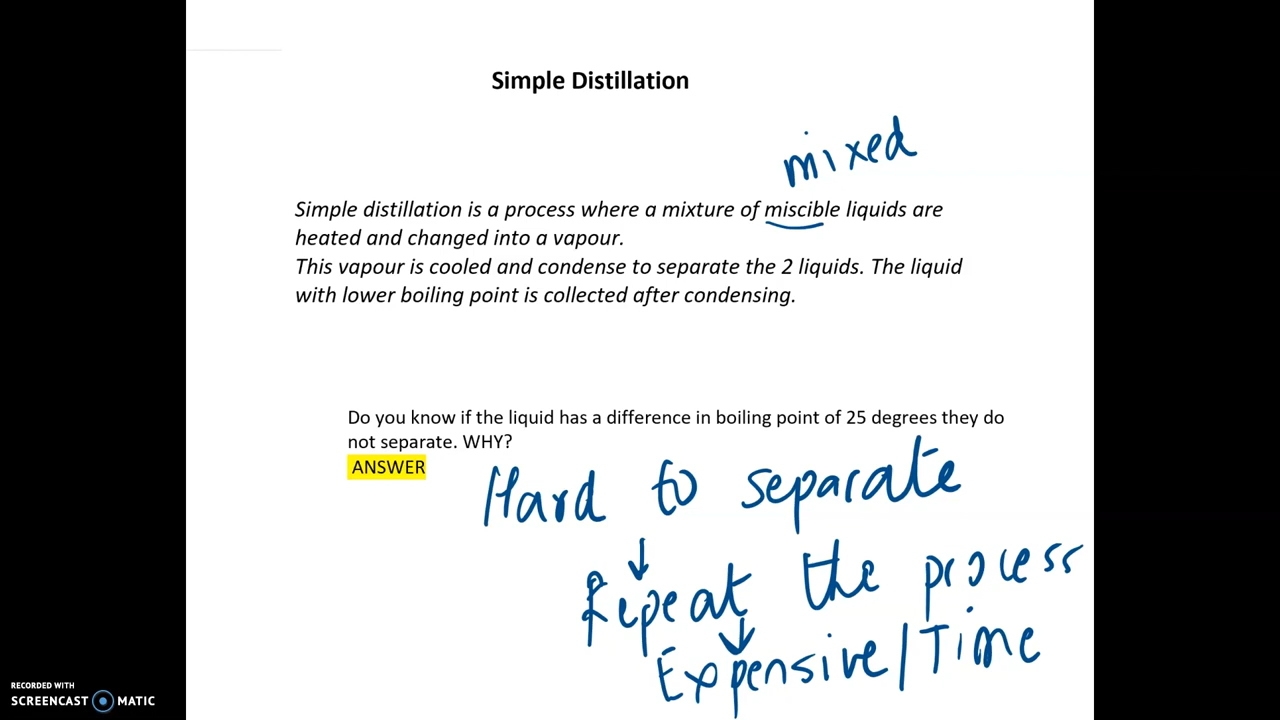 Simple Distillation
mixed
Simple distillation is a process where a mixture of miscible liquids are
heated and changed into a vapour.
This vapour is cooled and condense to separate the 2 liquids. The liquid
with lower boiling point is collected after condensing.
Do you know if the liquid has a difference in boiling point of 25 degrees they do
not separate. WHY?
ANSWER
Hard to separate
↓
Repeat the process
↓
Expensive/Time
RECORDED WITH
SCREENCAST MATIC